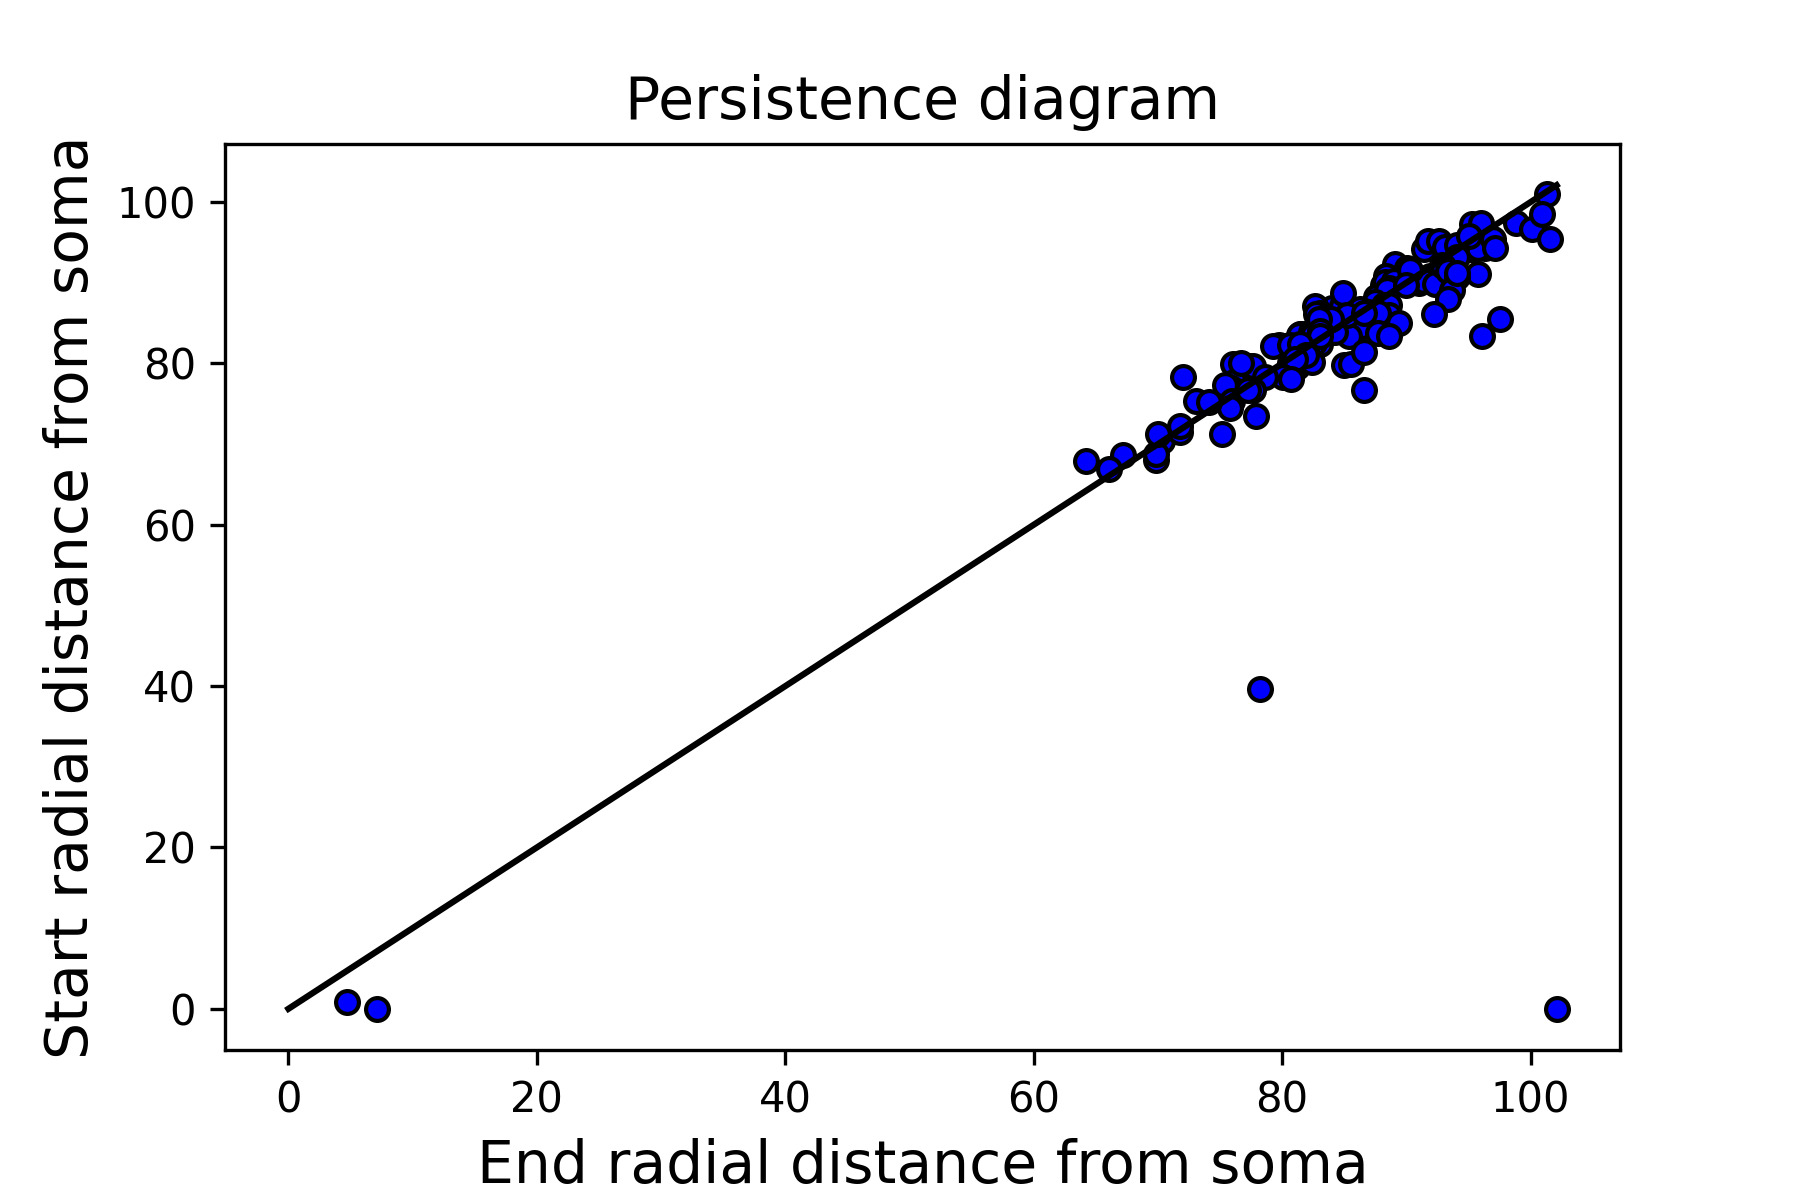 Persistence diagram
Start radial distance from soma
100
80
60
40
20
0
0 20 40 60 80 100
End radial distance from soma